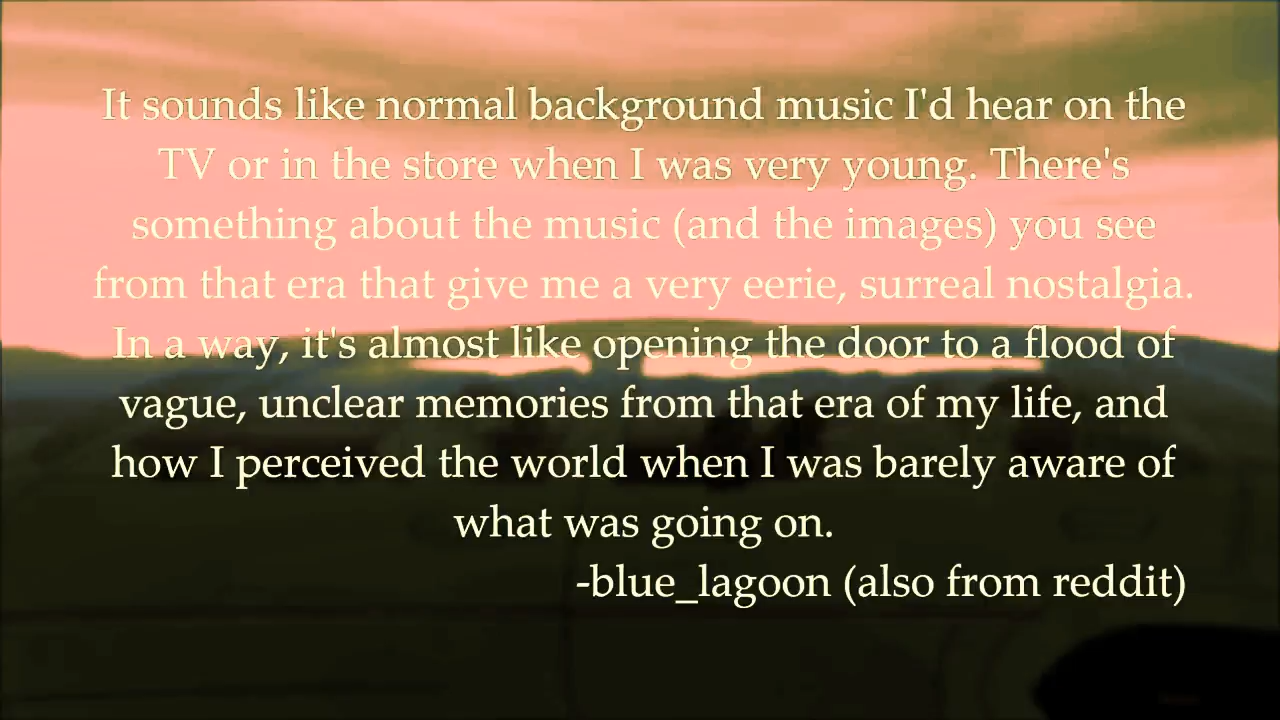 It sounds like normal background music I'd hear on the
TV or in the store when I was very young. There's
something about the music (and the images) you see
from that era that give me a very eerie, surreal nostalgia.
In a way, it's almost like opening the door to a flood of
vague, unclear memories from that era of my life, and
how I perceived the world when I was barely aware of
what was going on.
-blue_lagoon (also from reddit)